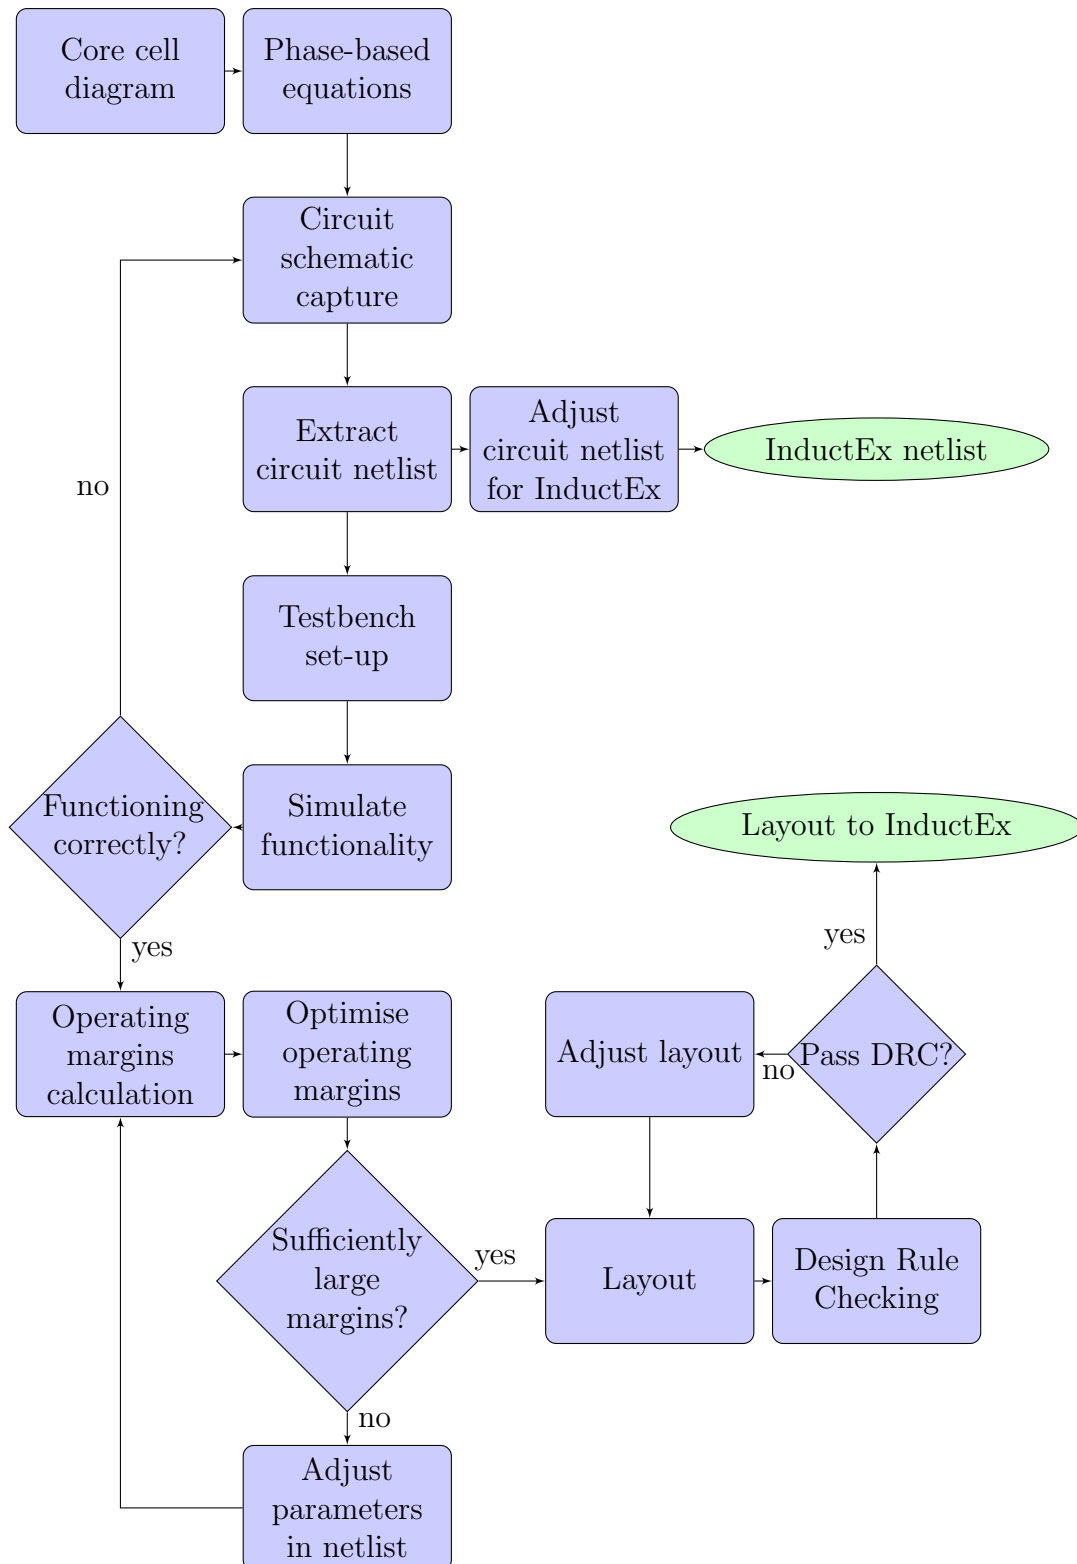 Core cell
diagram
Phase-based
equations
Circuit
schematic
capture
Extract
circuit netlist
Adjust
circuit netlist
for InductEx
InductEx netlist
no
Testbench
set-up
Functioning
correctly?
Simulate
functionality
Layout to InductEx
yes
yes
Operating
margins
calculation
Optimise
operating
margins
Adjust layout
no
Pass DRC?
Sufficiently
large
margins?
yes
Layout
Design Rule
Checking
no
Adjust
parameters
in netlist